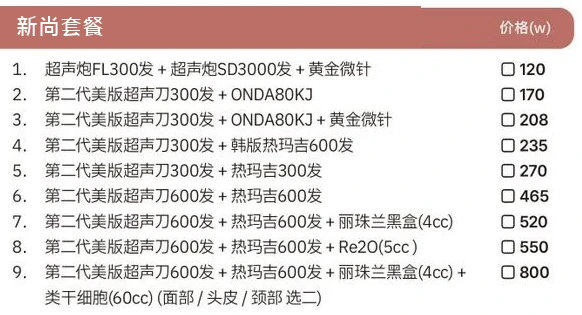 新尚套餐 价格(w)
1. 超声炮FL300发 + 超声炮SD3000发 + 黄金微针 ▢ 120
2. 第二代美版超声刀300发 + ONDA80KJ ▢ 170
3. 第二代美版超声刀300发 + ONDA80KJ + 黄金微针 ▢ 208
4. 第二代美版超声刀300发 + 韩版热玛吉600发 ▢ 235
5. 第二代美版超声刀300发 + 热玛吉300发 ▢ 270
6. 第二代美版超声刀600发 + 热玛吉600发 ▢ 465
7. 第二代美版超声刀600发 + 热玛吉600发 + 丽珠兰黑盒(4cc) ▢ 520
8. 第二代美版超声刀600发 + 热玛吉600发 + Re2O(5cc ) ▢ 550
9. 第二代美版超声刀600发 + 热玛吉600发 + 丽珠兰黑盒(4cc) + ▢ 800
类干细胞(60cc) (面部 / 头皮 / 颈部 选二)